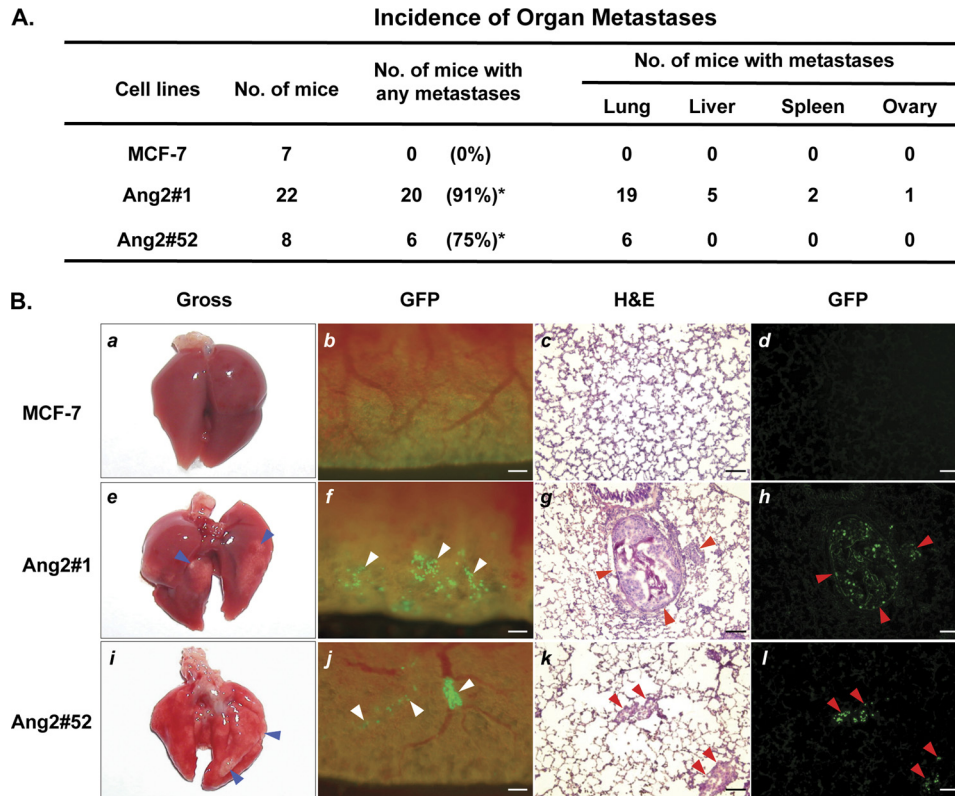 A.
Incidence of Organ Metastases
Cell lines No. of mice No. of mice with any metastases No. of mice with metastases
Lung Liver Spleen Ovary
MCF-7 7 0 (0%) 0 0 0 0
Ang2#1 22 20 (91%)* 19 5 2 1
Ang2#52 8 6 (75%)* 6 0 0 0
B.
Gross GFP H&E GFP
MCF-7
a b c d
Ang2#1
e f g h
Ang2#52
i j k l